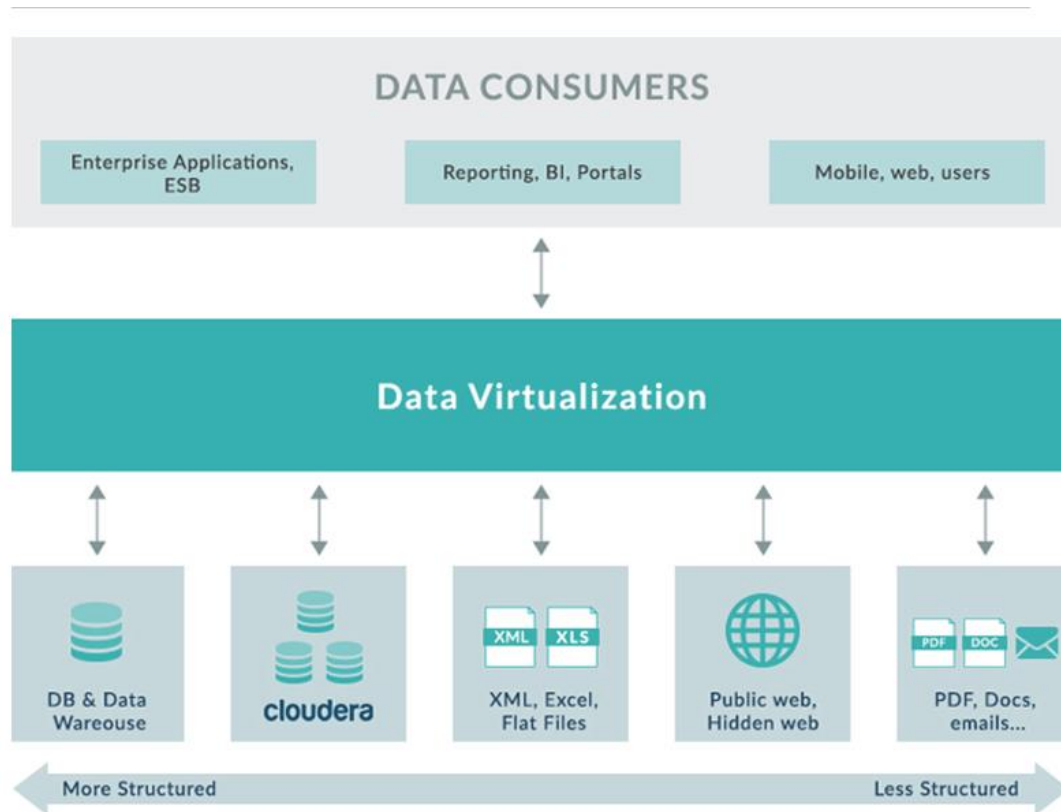 DATA CONSUMERS
Enterprise Applications,
ESB
Reporting, BI, Portals
Mobile, web, users
Data Virtualization
XML
XLS
PDF
DOC
DB & Data
Wareouse
cloudera
XML, Excel,
Flat Files
Public web,
Hidden web
PDF, Docs,
emails...
More Structured
Less Structured